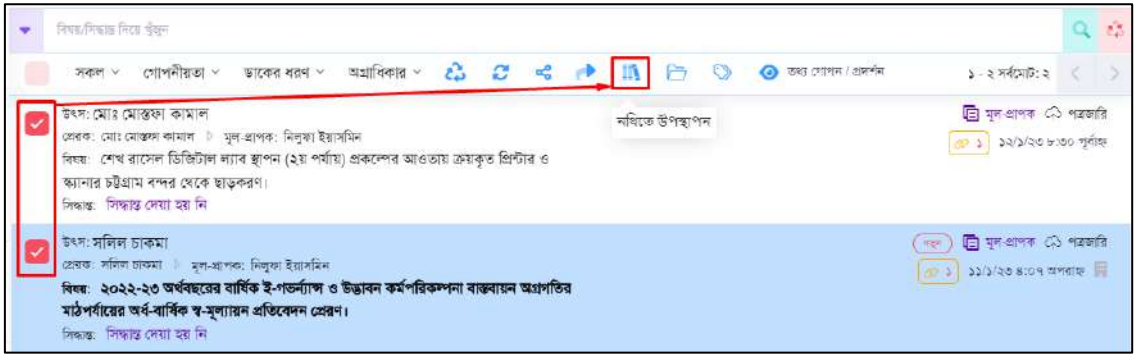 বিষয়/সিদ্ধান্ত দিয়ে খুঁজুন
সকল গোপনীয়তা ডাকের ধরণ অগ্রাধিকার তথ্য গোপন / প্রদর্শন ১ - ২ সর্বমোট: ২
নথিতে উপস্থাপন
উৎস: মোঃ মোস্তফা কামাল মূল-প্রাপক পত্রজারি
প্রেরক: মোঃ মোস্তফা কামাল মূল-প্রাপক: নিলুফা ইয়াসমিন ১ ১২/১/২৩ ৮:৩০ পূর্বাহ্ন
বিষয়: শেখ রাসেল ডিজিটাল ল্যাব স্থাপন (২য় পর্যায়) প্রকল্পের আওতায় ক্রয়কৃত প্রিন্টার ও
স্ক্যানার চট্টগ্রাম বন্দর থেকে ছাড়করণ।
সিদ্ধান্ত: সিদ্ধান্ত দেয়া হয় নি
উৎস: সলিল চাকমা নতুন মূল-প্রাপক পত্রজারি
প্রেরক: সলিল চাকমা মূল-প্রাপক: নিলুফা ইয়াসমিন ১ ১১/১/২৩ ৪:০৭ অপরাহ্ন
বিষয়: ২০২২-২৩ অর্থবছরের বার্ষিক ই-গভর্ন্যান্স ও উদ্ভাবন কর্মপরিকল্পনা বাস্তবায়ন অগ্রগতির
মাঠপর্যায়ের অর্ধ-বার্ষিক স্ব-মূল্যায়ন প্রতিবেদন প্রেরণ।
সিদ্ধান্ত: সিদ্ধান্ত দেয়া হয় নি